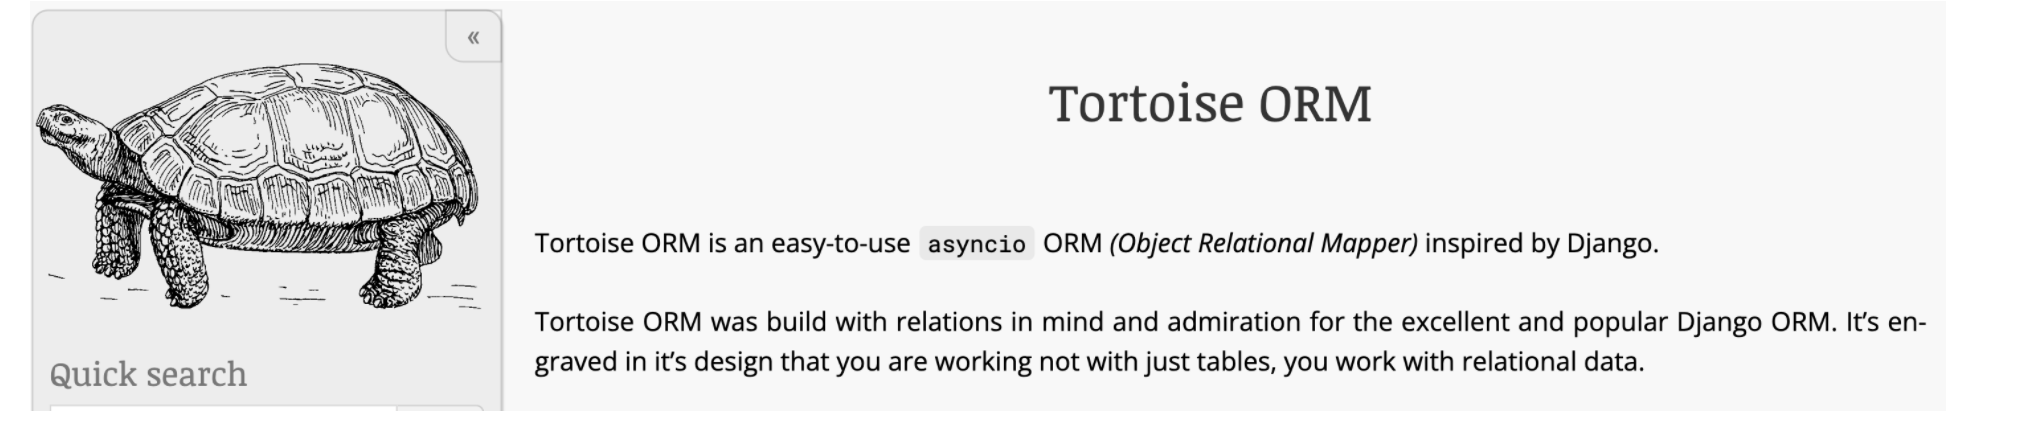 «
Tortoise ORM
Tortoise ORM is an easy-to-use asyncio ORM (Object Relational Mapper) inspired by Django.
Tortoise ORM was build with relations in mind and admiration for the excellent and popular Django ORM. It’s en-
graved in it’s design that you are working not with just tables, you work with relational data.
Quick search